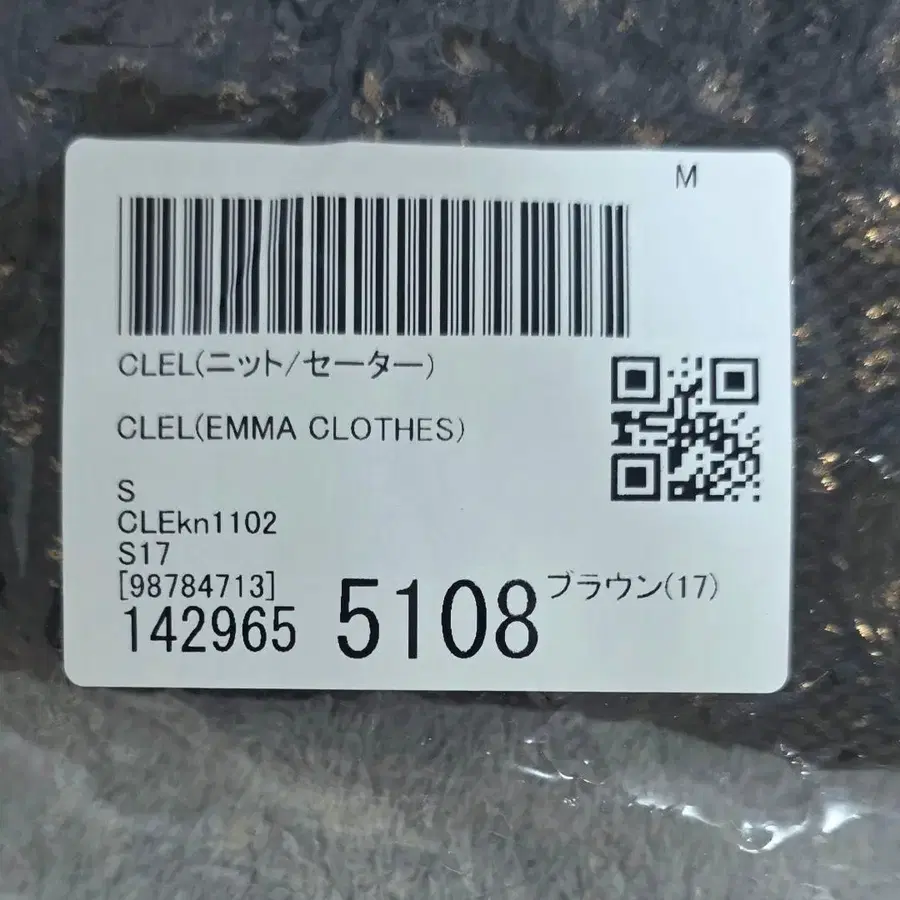 M
CLEL(ニット/セーター)
CLEL(EMMA CLOTHES)
S
CLEkn1102
S17
[98784713]
142965 5108 ブラウン(17)